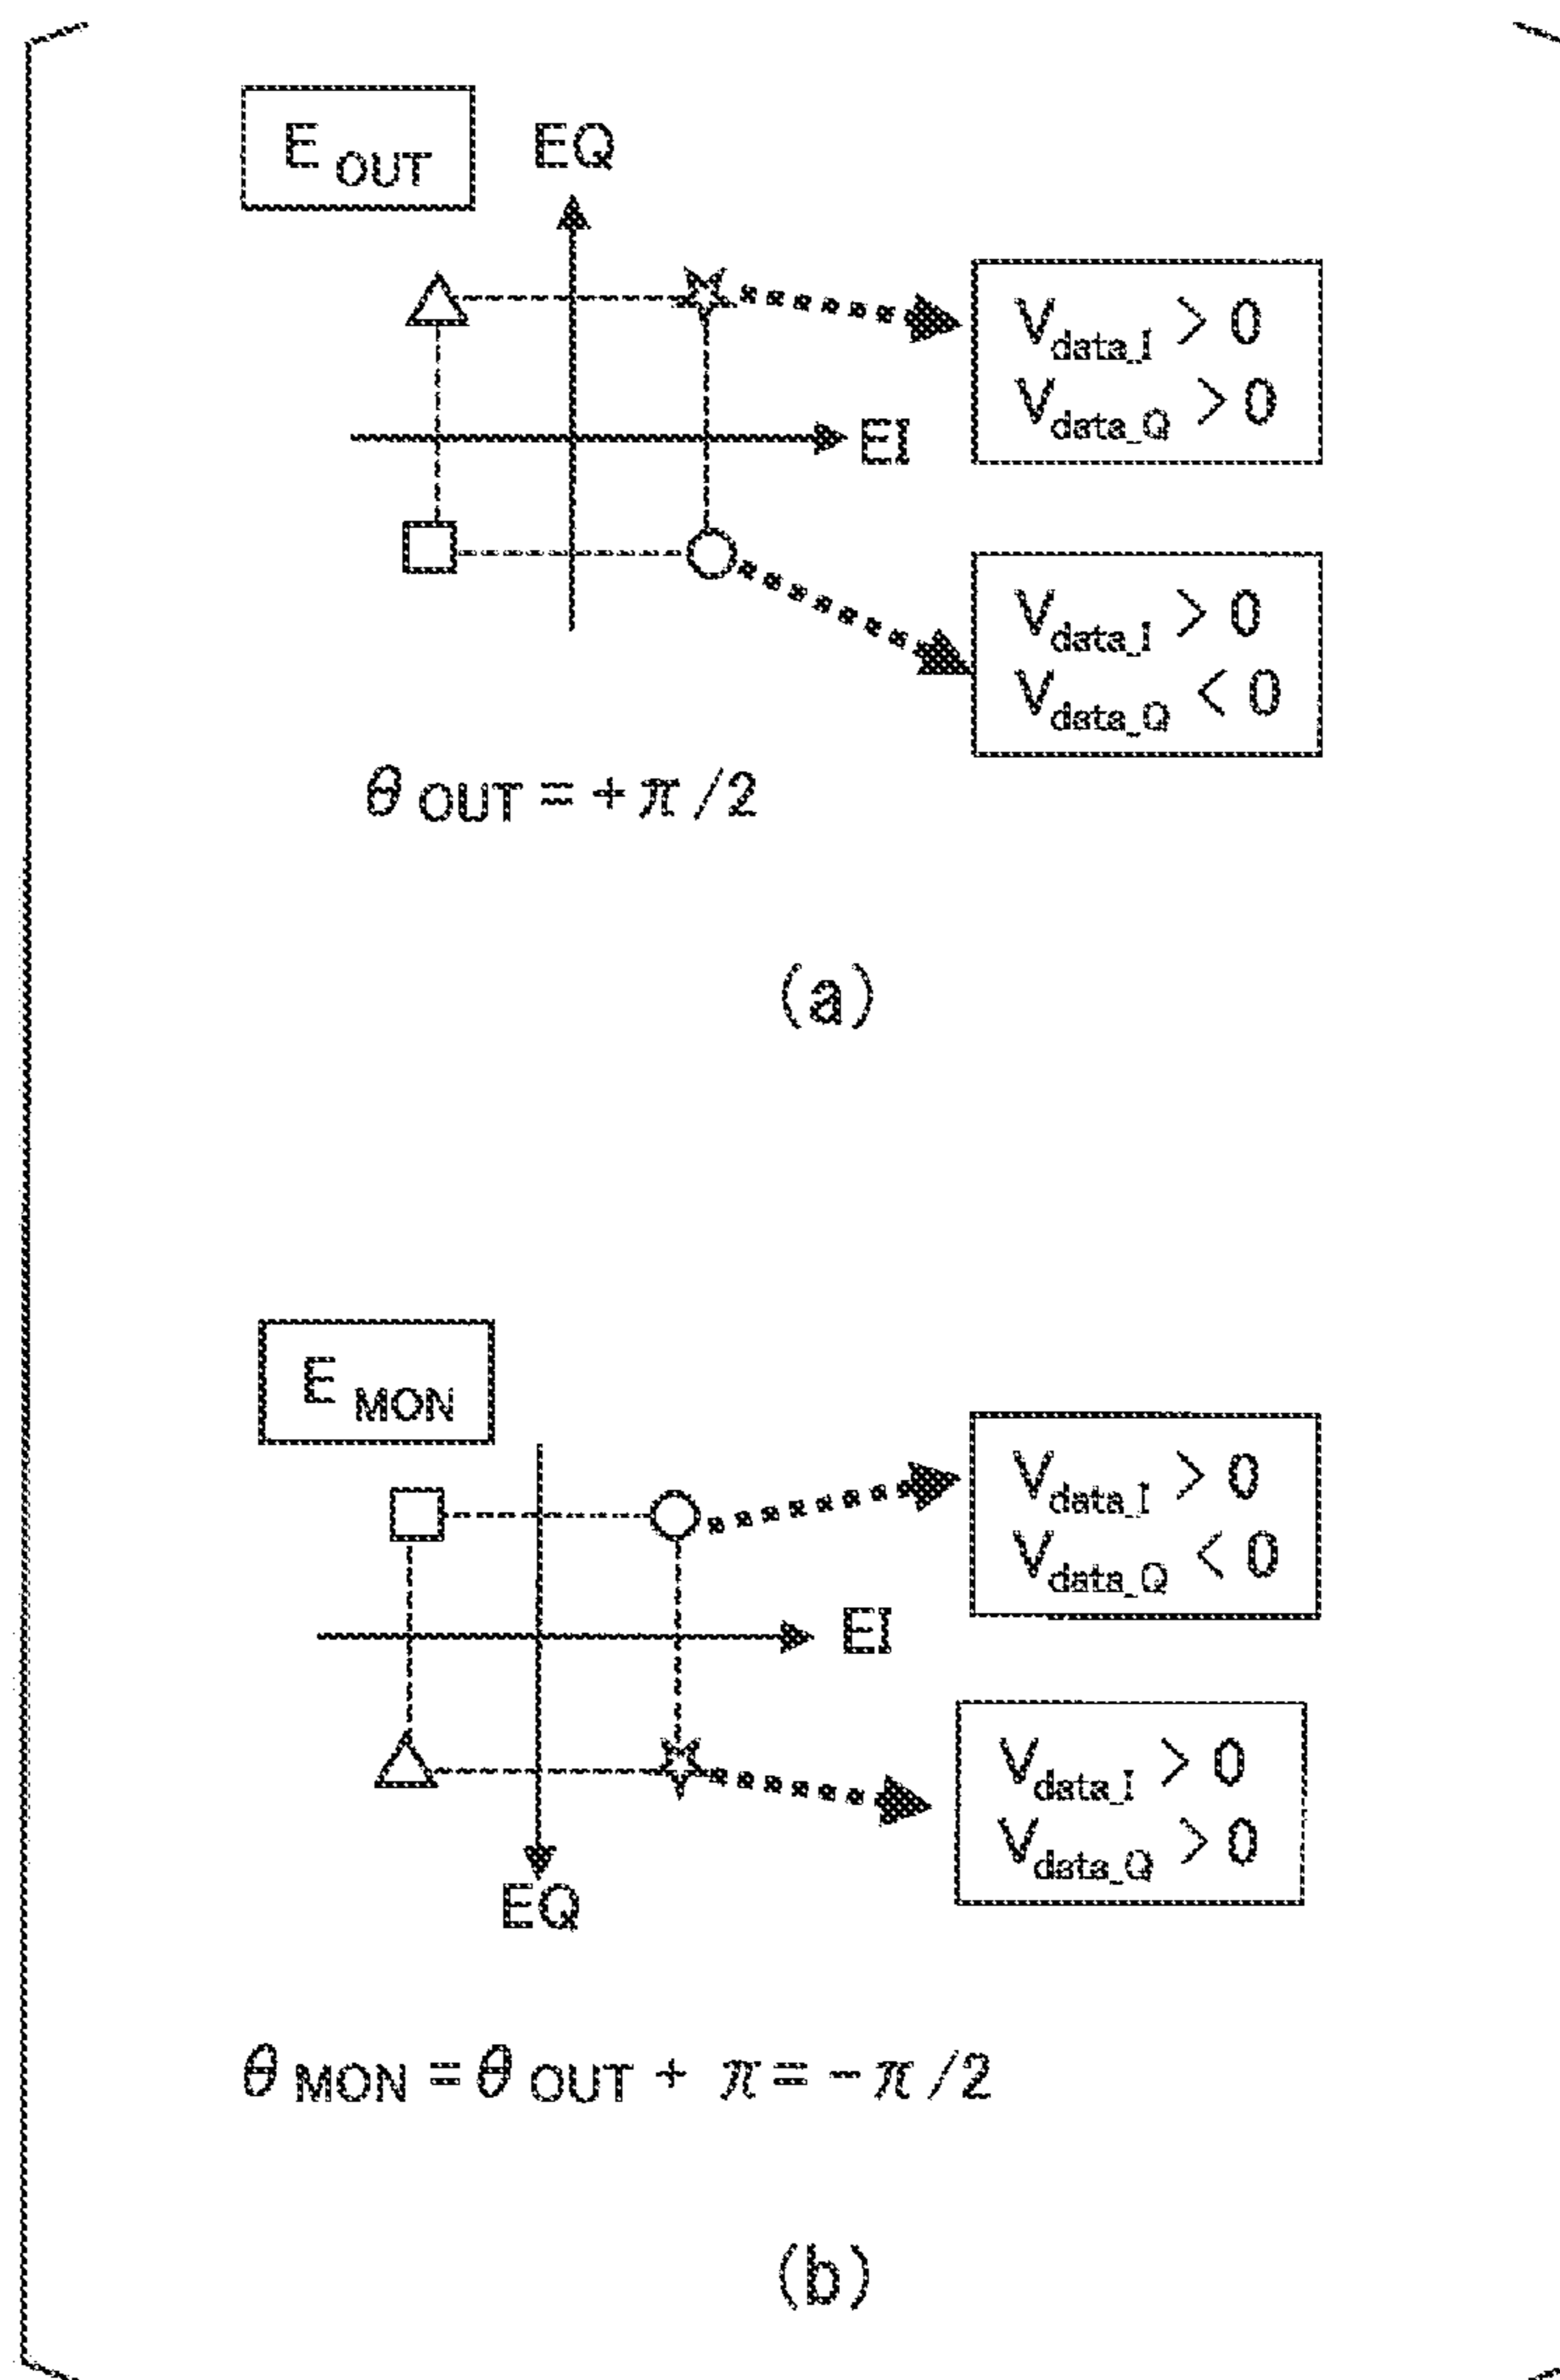 E OUT
EQ
V data_I > 0
V data_Q > 0
EI
V data_I > 0
V data_Q < 0
θ OUT = +π/2
(a)
E MON
V data_I > 0
V data_Q < 0
EI
V data_I > 0
V data_Q > 0
EQ
θ MON = θ OUT + π = -π/2
(b)